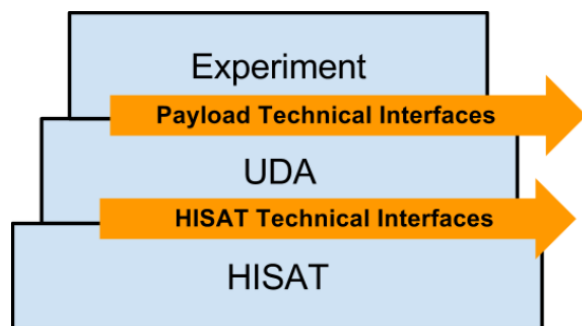 Experiment
Payload Technical Interfaces
UDA
HISAT Technical Interfaces
HISAT